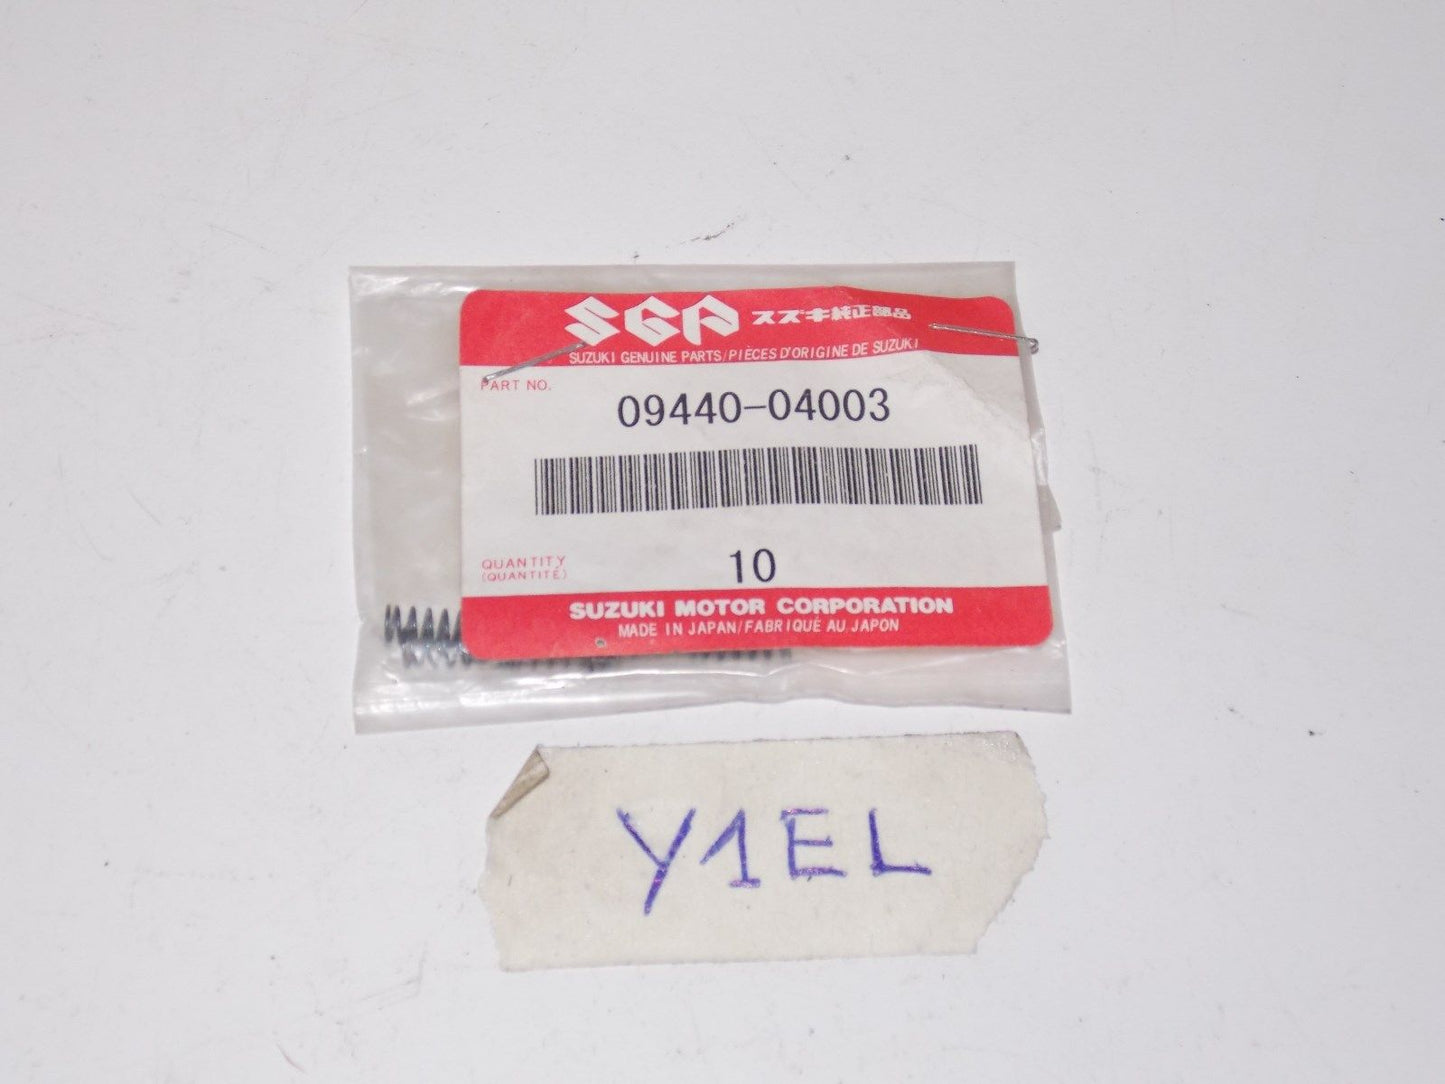 SGP スズキ純正部品
SUZUKI GENUINE PARTS/PIÈCES D'ORIGINE DE SUZUKI
PART NO.
09440-04003
QUANTITY
(QUANTITÉ)
10
SUZUKI MOTOR CORPORATION
MADE IN JAPAN/FABRIQUÉ AU JAPON
Y1EL